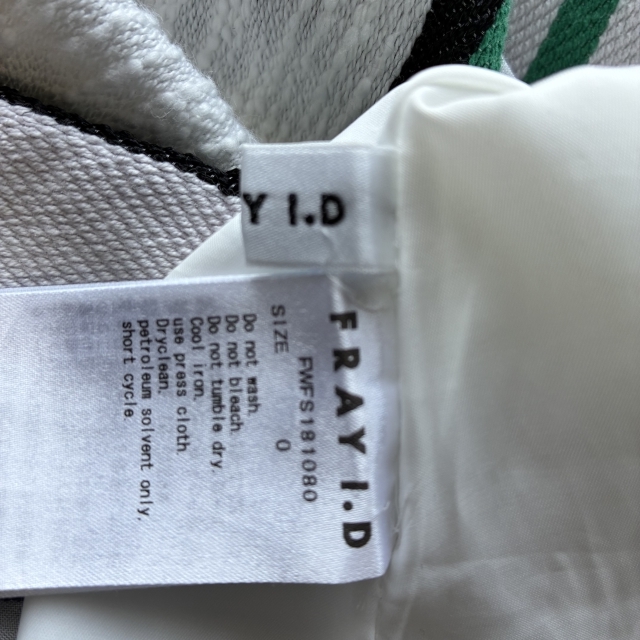 Y I.D
FRAY I.D
FWFS181080
SIZE 0
Do not wash.
Do not bleach.
Do not tumble dry.
Cool iron.
use press cloth.
Dryclean.
petroleum solvent only,
short cycle.